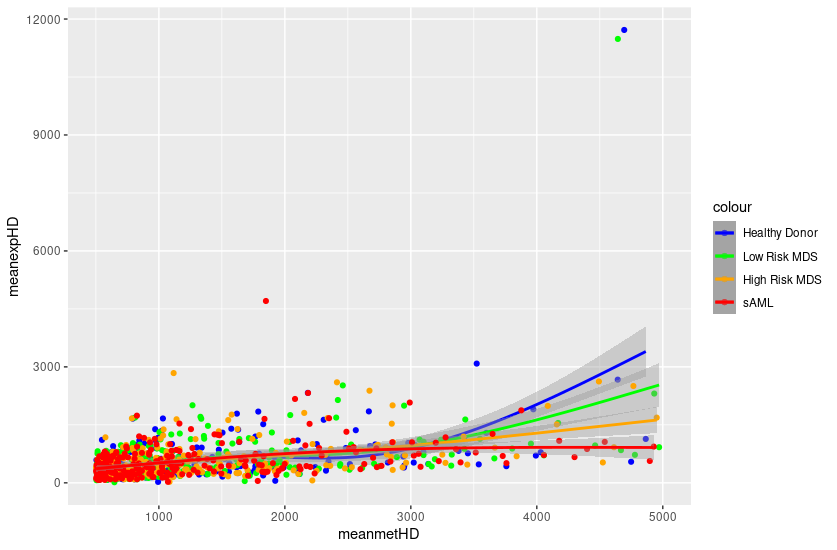 12000
9000
6000
3000
0
meanexpHD
1000 2000 3000 4000 5000
meanmetHD
colour
Healthy Donor
Low Risk MDS
High Risk MDS
sAML